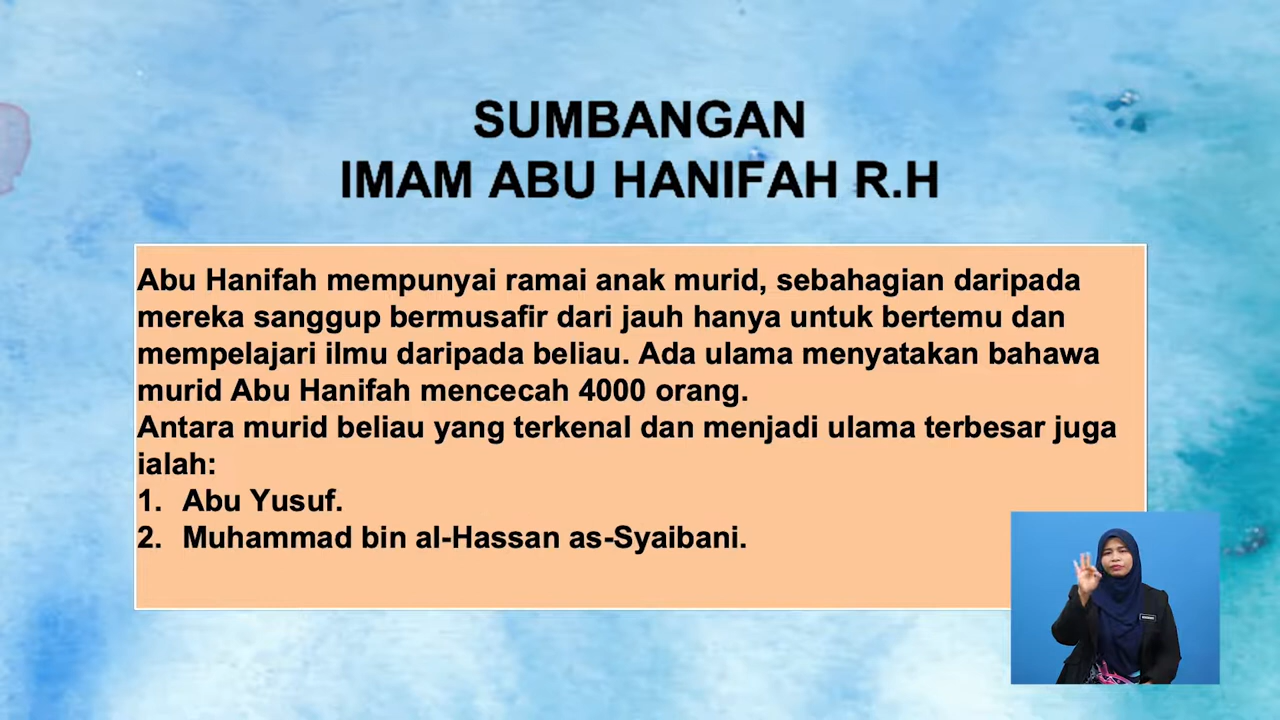 SUMBANGAN
IMAM ABU HANIFAH R.H
Abu Hanifah mempunyai ramai anak murid, sebahagian daripada
mereka sanggup bermusafir dari jauh hanya untuk bertemu dan
mempelajari ilmu daripada beliau. Ada ulama menyatakan bahawa
murid Abu Hanifah mencecah 4000 orang.
Antara murid beliau yang terkenal dan menjadi ulama terbesar juga
ialah:
1. Abu Yusuf.
2. Muhammad bin al-Hassan as-Syaibani.